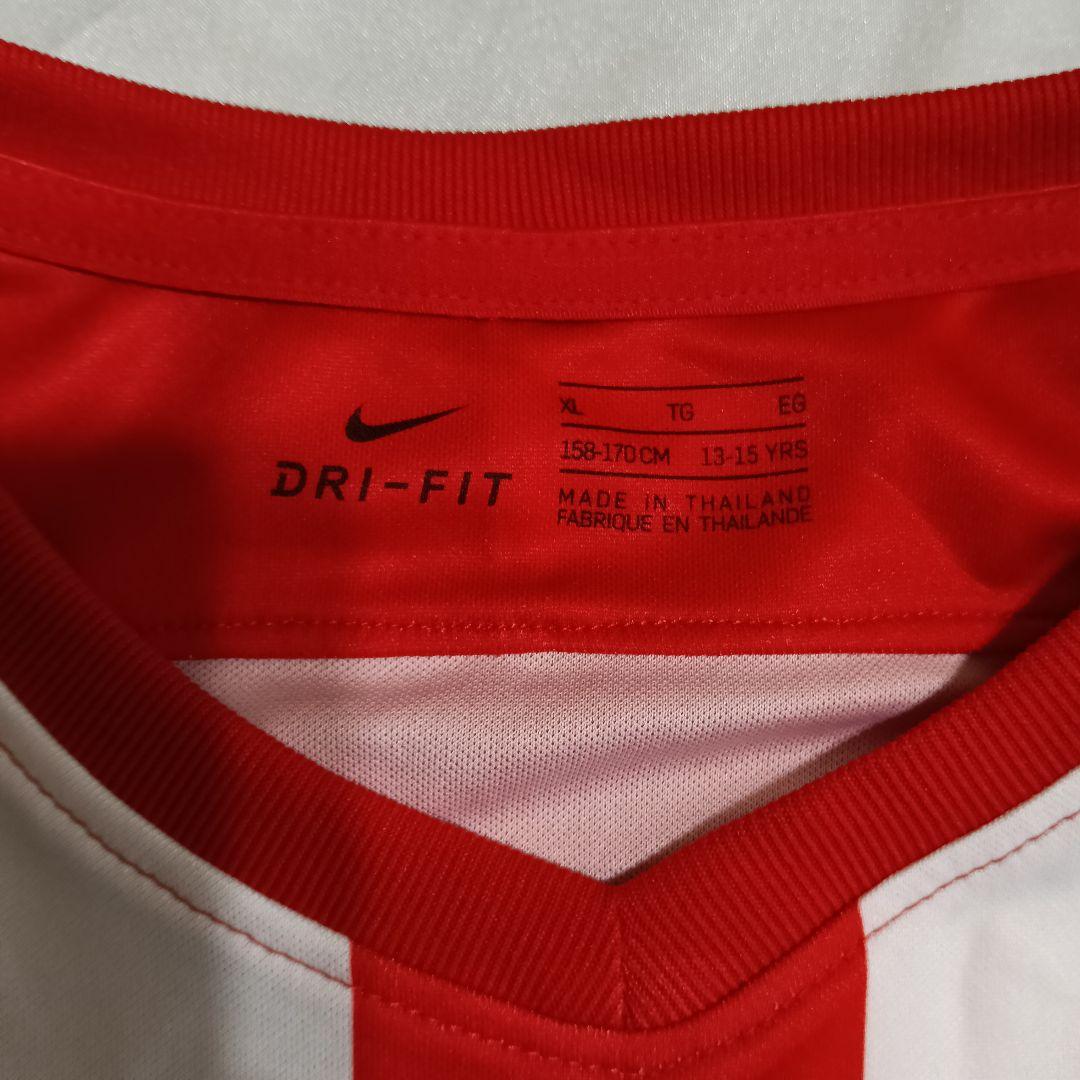 DRI-FIT
XL TG EG
158-170CM 13-15 YRS
MADE IN THAILAND
FABRIQUE EN THAILANDE